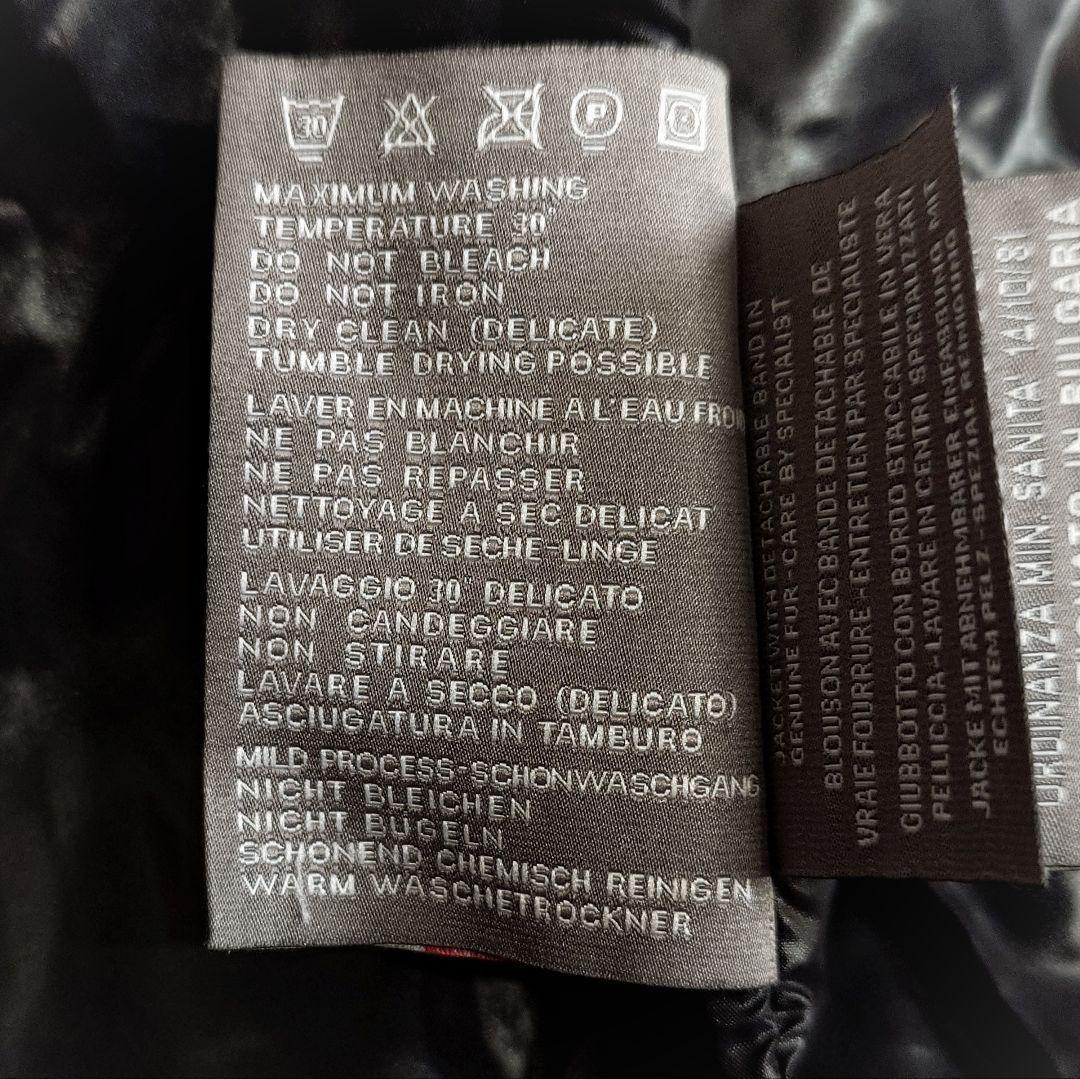 30
P
MAXIMUM WASHING
TEMPERATURE 30°
DO NOT BLEACH
DO NOT IRON
DRY CLEAN (DELICATE)
TUMBLE DRYING POSSIBLE
LAVER EN MACHINE A L'EAU FROI
NE PAS BLANCHIR
NE PAS REPASSER
NETTOYAGE A SEC DELICAT
UTILISER DE SECHE-LINGE
LAVAGGIO 30° DELICATO
NON CANDEGGIARE
NON STIRARE
LAVARE A SECCO (DELICATO)
ASCIUGATURA IN TAMBURO
MILD PROCESS-SCHONWASCHGANG
NICHT BLEICHEN
NICHT BUGELN
SCHONEND CHEMISCH REINIGEN
WARM WASCHETROCKNER
JACKET WITH DETACHABLE BAND IN
GENUINE FUR-CARE BY SPECIALIST
BLOUSON AVEC BANDE DETACHABLE DE
VRAIE FOURRURE-ENTRETIEN PAR SPECIALISTE
GIUBBOTTO CON BORDO STACCABILE IN VERA
PELLICCIA-LAVARE IN CENTRI SPECIALIZZATI
JACKE MIT ABNEHMBARER EINFASSUNG MIT
ECHTEM PELZ-SPEZIAL REINIGUNG
ORDINANZA MIN. SANITA' 14/01/81
IN BULGARIA